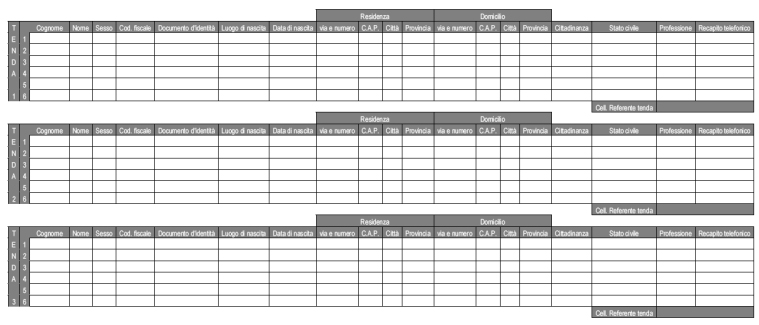 Residenza Domicilio
T Cognome Nome Sesso Cod. fiscale Documento d'identità Luogo di nascita Data di nascita via e numero C.A.P. Città Provincia via e numero C.A.P. Città Provincia Cittadinanza Stato civile Professione Recapito telefonico
E 1
N 2
D 3
A 4
5
1 6
Cell. Referente tenda
Residenza Domicilio
T Cognome Nome Sesso Cod. fiscale Documento d'identità Luogo di nascita Data di nascita via e numero C.A.P. Città Provincia via e numero C.A.P. Città Provincia Cittadinanza Stato civile Professione Recapito telefonico
E 1
N 2
D 3
A 4
5
2 6
Cell. Referente tenda
Residenza Domicilio
T Cognome Nome Sesso Cod. fiscale Documento d'identità Luogo di nascita Data di nascita via e numero C.A.P. Città Provincia via e numero C.A.P. Città Provincia Cittadinanza Stato civile Professione Recapito telefonico
E 1
N 2
D 3
A 4
5
3 6
Cell. Referente tenda